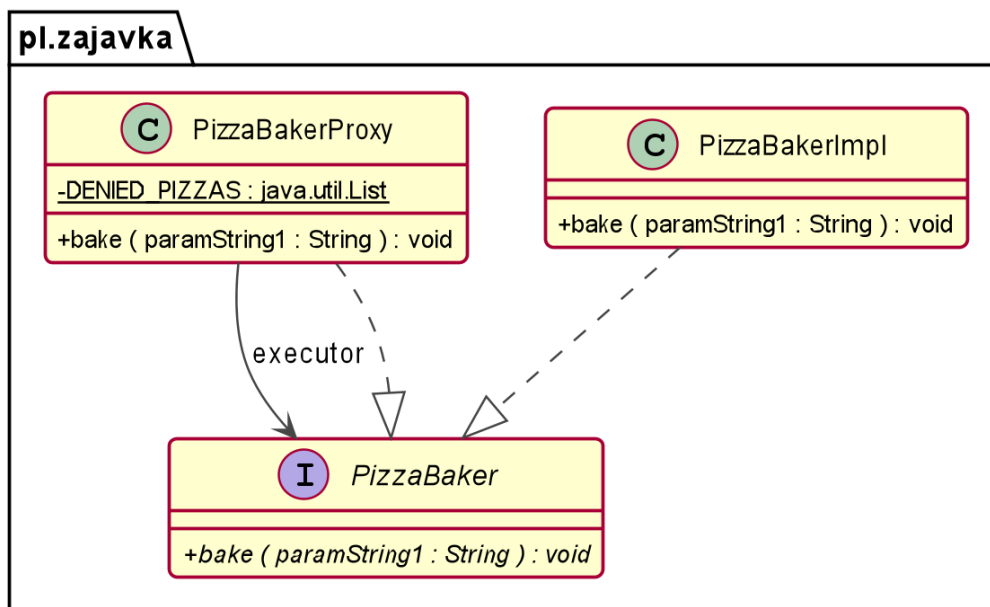 pl.zajavka
C PizzaBakerProxy
-DENIED_PIZZAS : java.util.List
+bake ( paramString1 : String ) : void
C PizzaBakerImpl
+bake ( paramString1 : String ) : void
executor
I PizzaBaker
+bake ( paramString1 : String ) : void